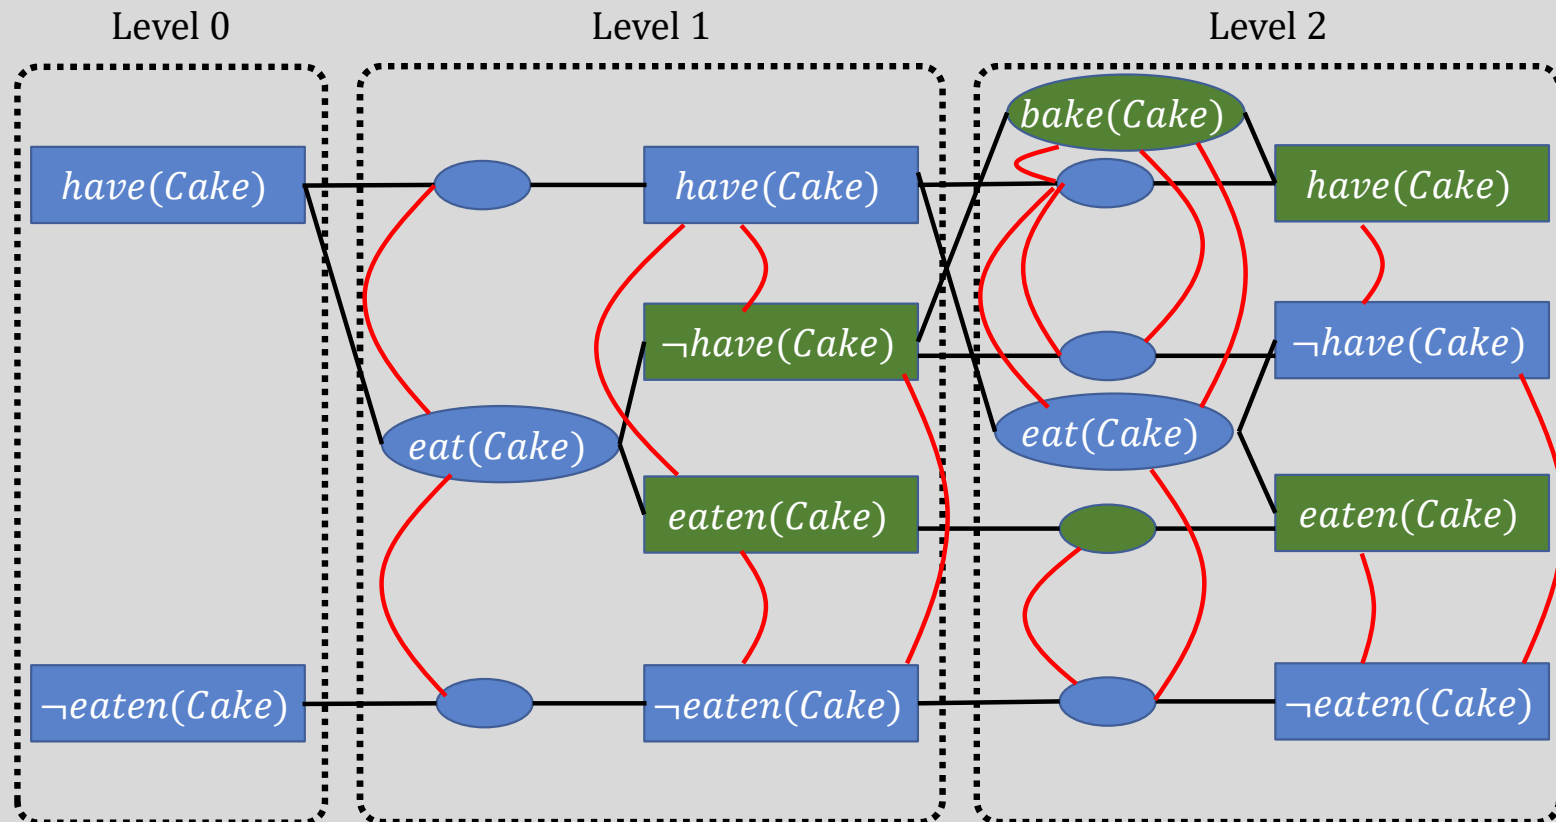 Level 0
Level 1
Level 2
have(Cake)
¬eaten(Cake)
eat(Cake)
have(Cake)
¬have(Cake)
eaten(Cake)
¬eaten(Cake)
bake(Cake)
eat(Cake)
have(Cake)
¬have(Cake)
eaten(Cake)
¬eaten(Cake)